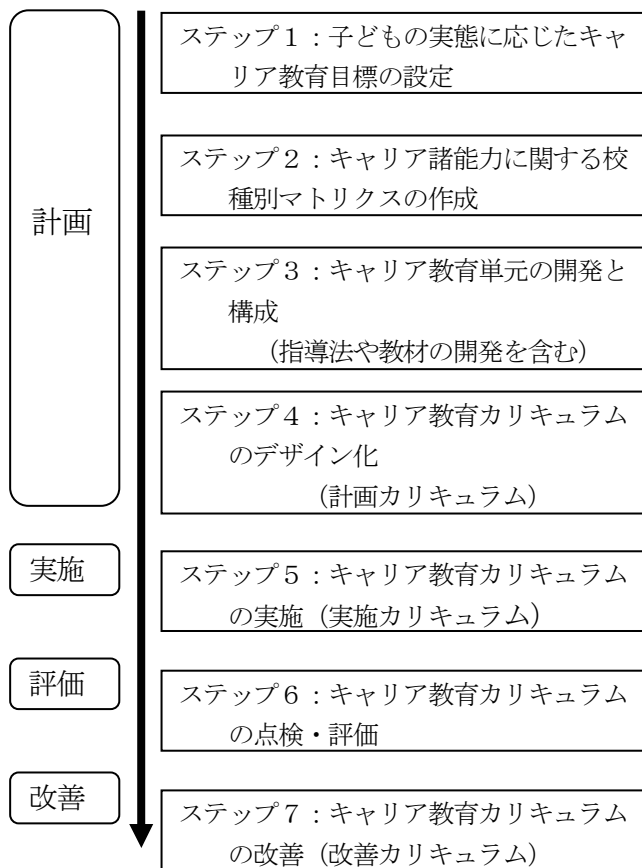 計画
ステップ１：子どもの実態に応じたキャ
リア教育目標の設定
ステップ２：キャリア諸能力に関する校
種別マトリクスの作成
ステップ３：キャリア教育単元の開発と
構成
（指導法や教材の開発を含む）
ステップ４：キャリア教育カリキュラム
のデザイン化
（計画カリキュラム）
実施
ステップ５：キャリア教育カリキュラム
の実施（実施カリキュラム）
評価
ステップ６：キャリア教育カリキュラム
の点検・評価
改善
ステップ７：キャリア教育カリキュラム
の改善（改善カリキュラム）